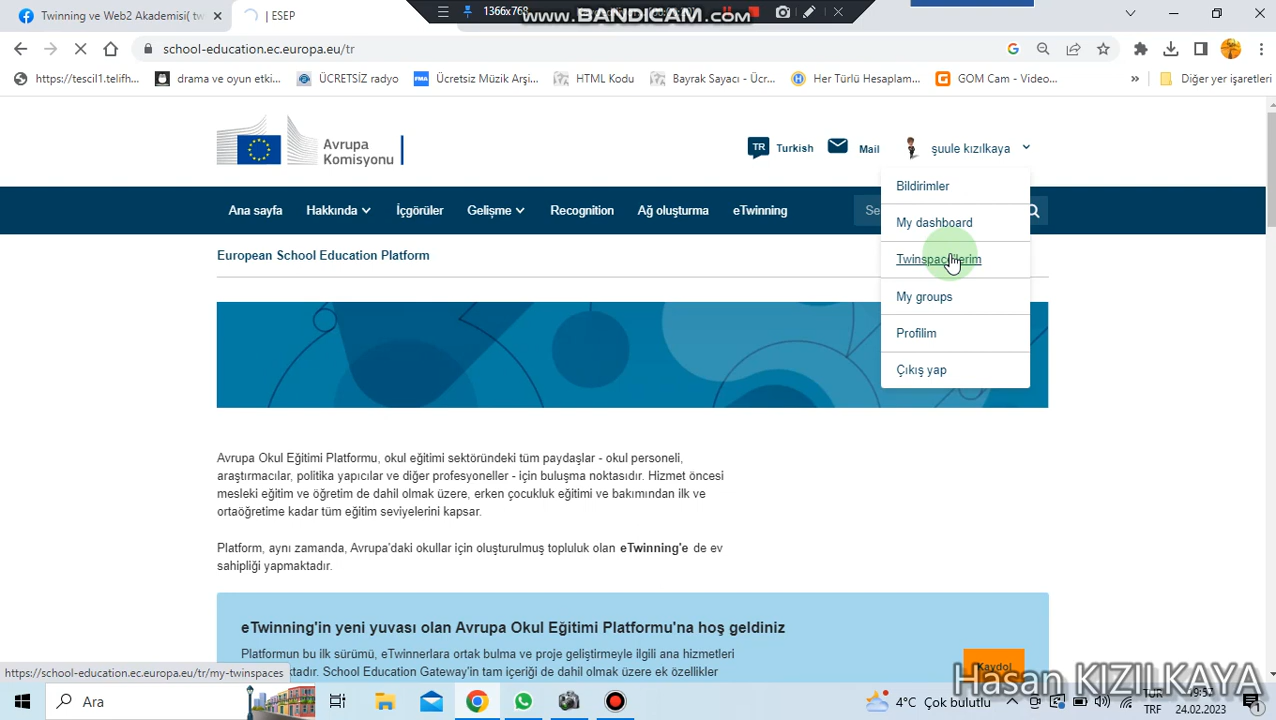 Twinning ve Web2 Akademisi( tw
| ESEP
1366x768
www.BANDICAM.com
school-education.ec.europa.eu/tr
https://tescil1.telifh...
drama ve oyun etki...
ÜCRETSİZ radyo
Ücretsiz Müzik Arşi...
HTML Kodu
Bayrak Sayacı - Ücr...
Her Türlü Hesaplam...
GOM Cam - Video...
»
Diğer yer işaretleri
Avrupa
Komisyonu
TR
Turkish
Mail
şuule kızılkaya
Bildirimler
My dashboard
My groups
Profilim
Çıkış yap
Ana sayfa
Hakkında
İçgörüler
Gelişme
Recognition
Ağ oluşturma
eTwinning
Se
European School Education Platform
Avrupa Okul Eğitimi Platformu, okul eğitimi sektöründeki tüm paydaşlar - okul personeli,
araştırmacılar, politika yapıcılar ve diğer profesyoneller - için buluşma noktasıdır. Hizmet öncesi
mesleki eğitim ve öğretim de dahil olmak üzere, erken çocukluk eğitimi ve bakımından ilk ve
ortaöğretime kadar tüm eğitim seviyelerini kapsar.
Platform, aynı zamanda, Avrupa'daki okullar için oluşturulmuş topluluk olan eTwinning'e de ev
sahipliği yapmaktadır.
eTwinning'in yeni yuvası olan Avrupa Okul Eğitimi Platformu'na hoş geldiniz
Platformun bu ilk sürümü, eTwinnerlara ortak bulma ve proje geliştirmeyle ilgili ana hizmetleri
tadır. School Education Gateway'in tam içeriği de dahil olmak üzere ek özellikler
Kaydol
https://school-education.ec.europa.eu/tr/my-twinspaces
Hasan KIZILKAYA
Ara
4°C Çok bulutlu
TUR
TRF
24.02.2023